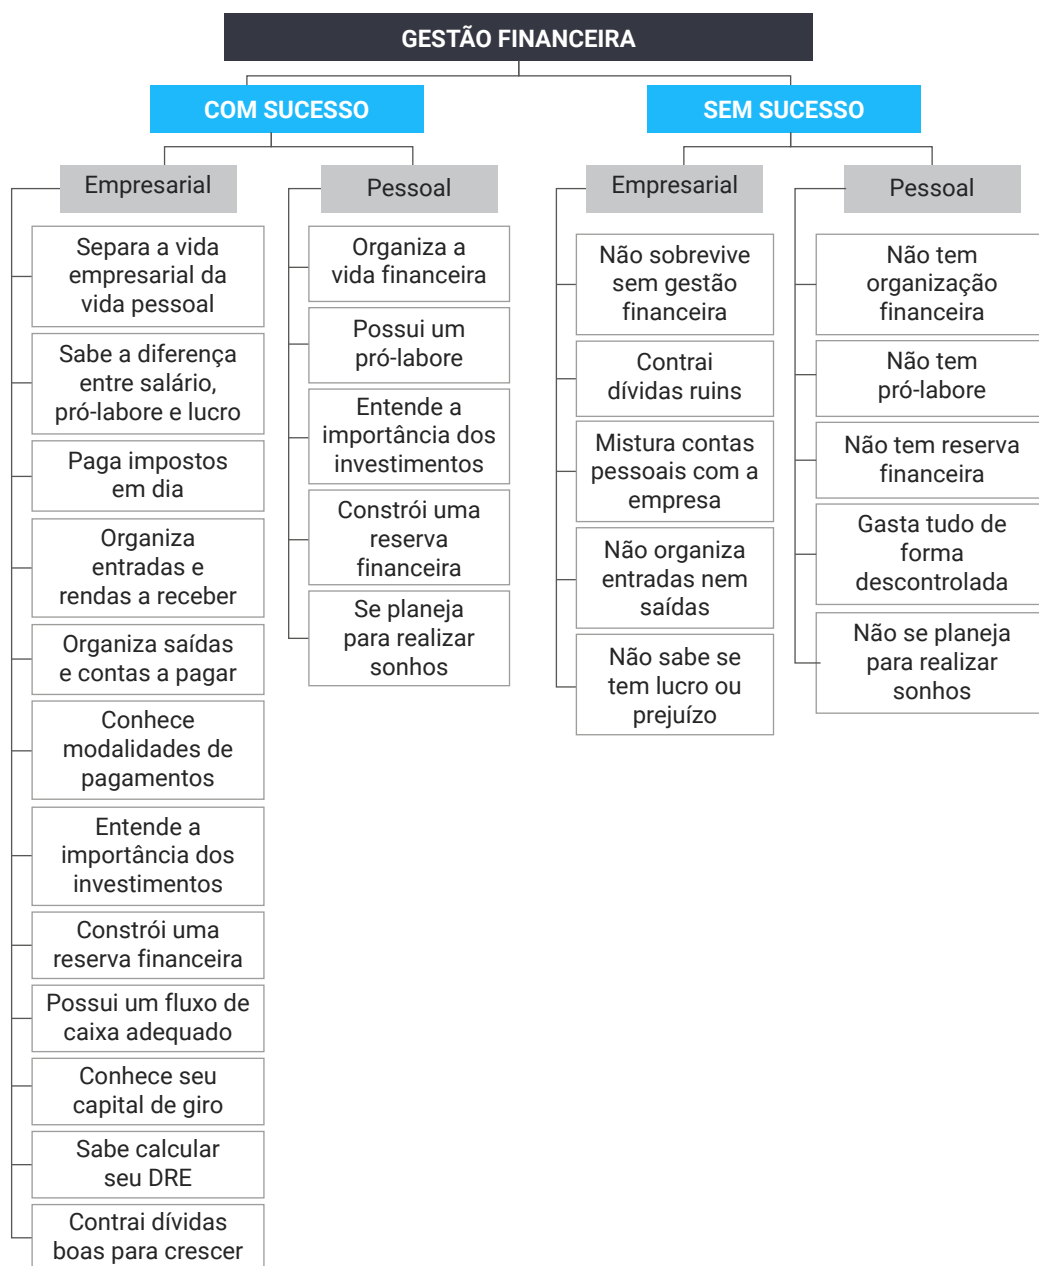 GESTÃO FINANCEIRA
COM SUCESSO
Empresarial
Separa a vida
empresarial da
vida pessoal
Sabe a diferença
entre salário,
pró-labore e lucro
Paga impostos
em dia
Organiza
entradas e
rendas a receber
Organiza saídas
e contas a pagar
Conhece
modalidades de
pagamentos
Entende a
importância dos
investimentos
Constrói uma
reserva financeira
Possui um fluxo de
caixa adequado
Conhece seu
capital de giro
Sabe calcular
seu DRE
Contrai dívidas
boas para crescer
Pessoal
Organiza a
vida financeira
Possui um
pró-labore
Entende a
importância dos
investimentos
Constrói uma
reserva
financeira
Se planeja
para realizar
sonhos
SEM SUCESSO
Empresarial
Não sobrevive
sem gestão
financeira
Contrai
dívidas ruins
Mistura contas
pessoais com a
empresa
Não organiza
entradas nem
saídas
Não sabe se
tem lucro ou
prejuízo
Pessoal
Não tem
organização
financeira
Não tem
pró-labore
Não tem reserva
financeira
Gasta tudo de
forma
descontrolada
Não se planeja
para realizar
sonhos